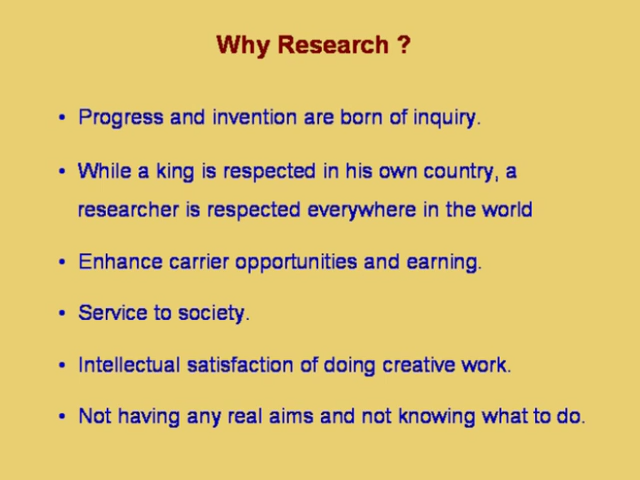 Why Research ?
• Progress and invention are born of inquiry.
• While a king is respected in his own country, a
researcher is respected everywhere in the world
• Enhance carrier opportunities and earning.
• Service to society.
• Intellectual satisfaction of doing creative work.
• Not having any real aims and not knowing what to do.